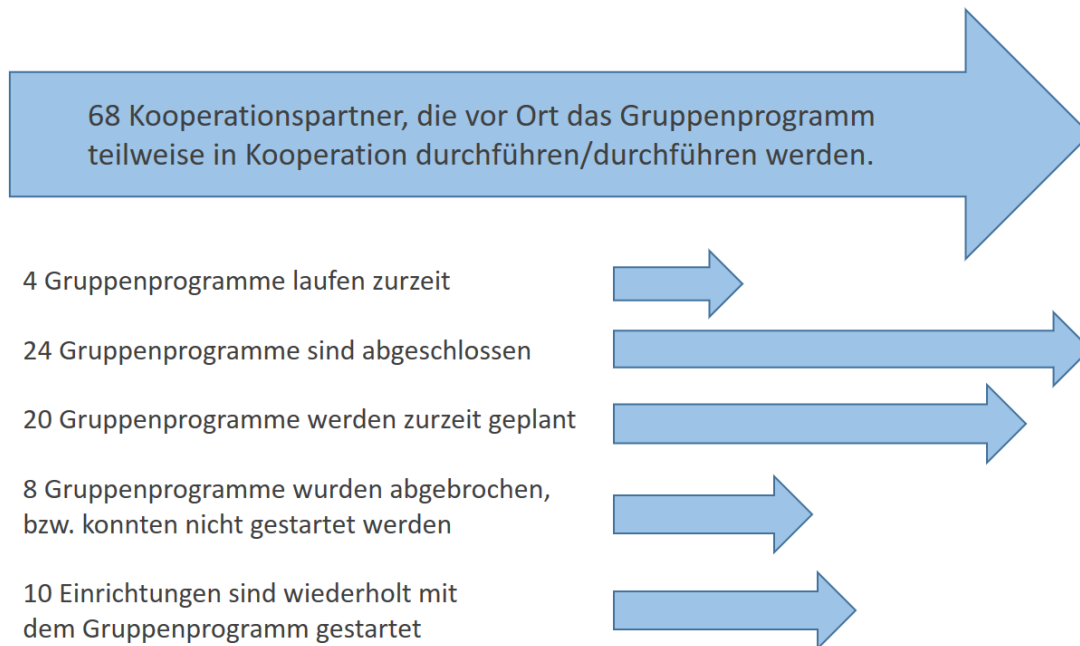 68 Kooperationspartner, die vor Ort das Gruppenprogramm
teilweise in Kooperation durchführen/durchführen werden.
4 Gruppenprogramme laufen zurzeit
24 Gruppenprogramme sind abgeschlossen
20 Gruppenprogramme werden zurzeit geplant
8 Gruppenprogramme wurden abgebrochen,
bzw. konnten nicht gestartet werden
10 Einrichtungen sind wiederholt mit
dem Gruppenprogramm gestartet